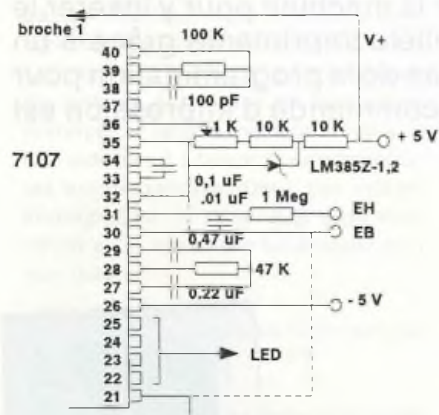 broche 1
100 K
V+
40
39
38
100 pF
37
36
1 K 10 K 10 K
35
+ 5 V
7107
34
LM385Z-1,2
33
0,1 uF
32
.01 uF 1 Meg
31
EH
30
EB
0,47 uF
29
28
47 K
27
0.22 uF
26
- 5 V
25
24
LED
23
22
21